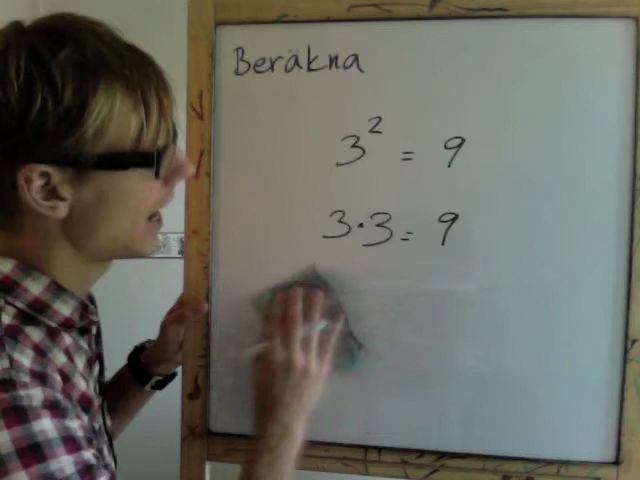 Beräkna
3² = 9
3·3 = 9